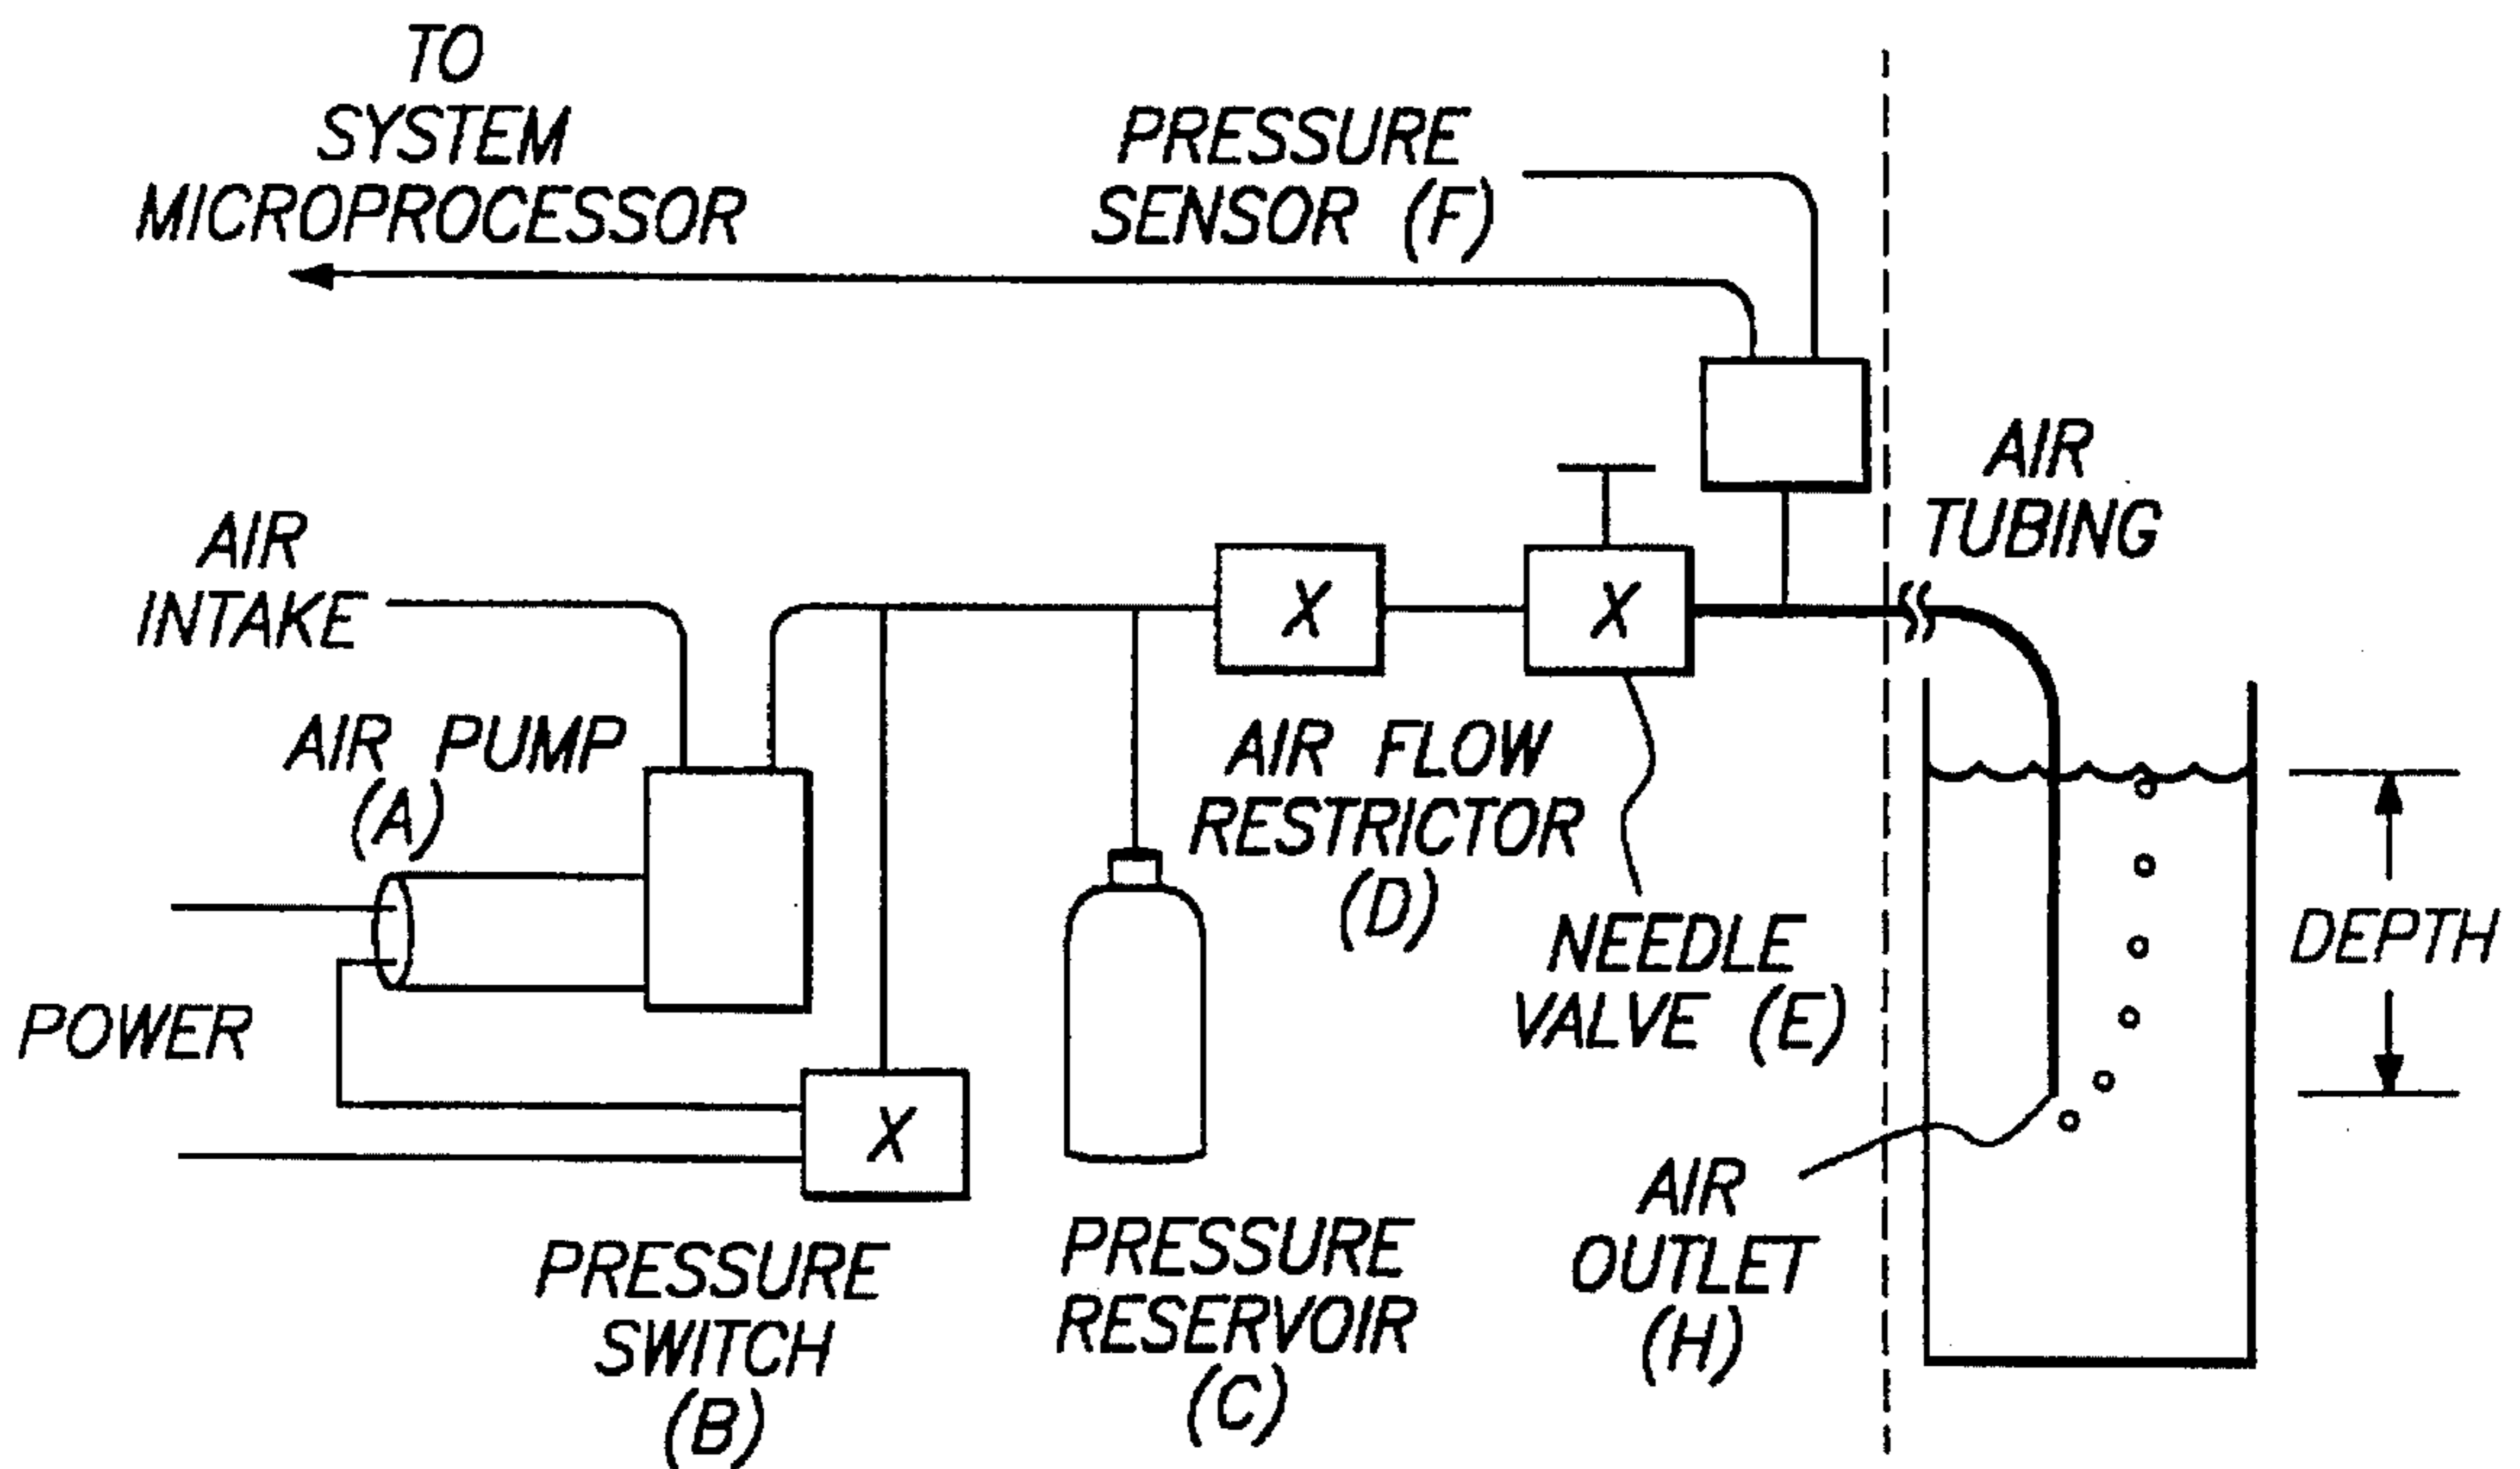 TO
SYSTEM
MICROPROCESSOR
PRESSURE
SENSOR (F)
AIR
TUBING
AIR
INTAKE
X
X
AIR PUMP
(A)
AIR FLOW
RESTRICTOR
(D)
NEEDLE
VALVE (E)
DEPTH
POWER
X
AIR
OUTLET
(H)
PRESSURE
SWITCH
(B)
PRESSURE
RESERVOIR
(C)